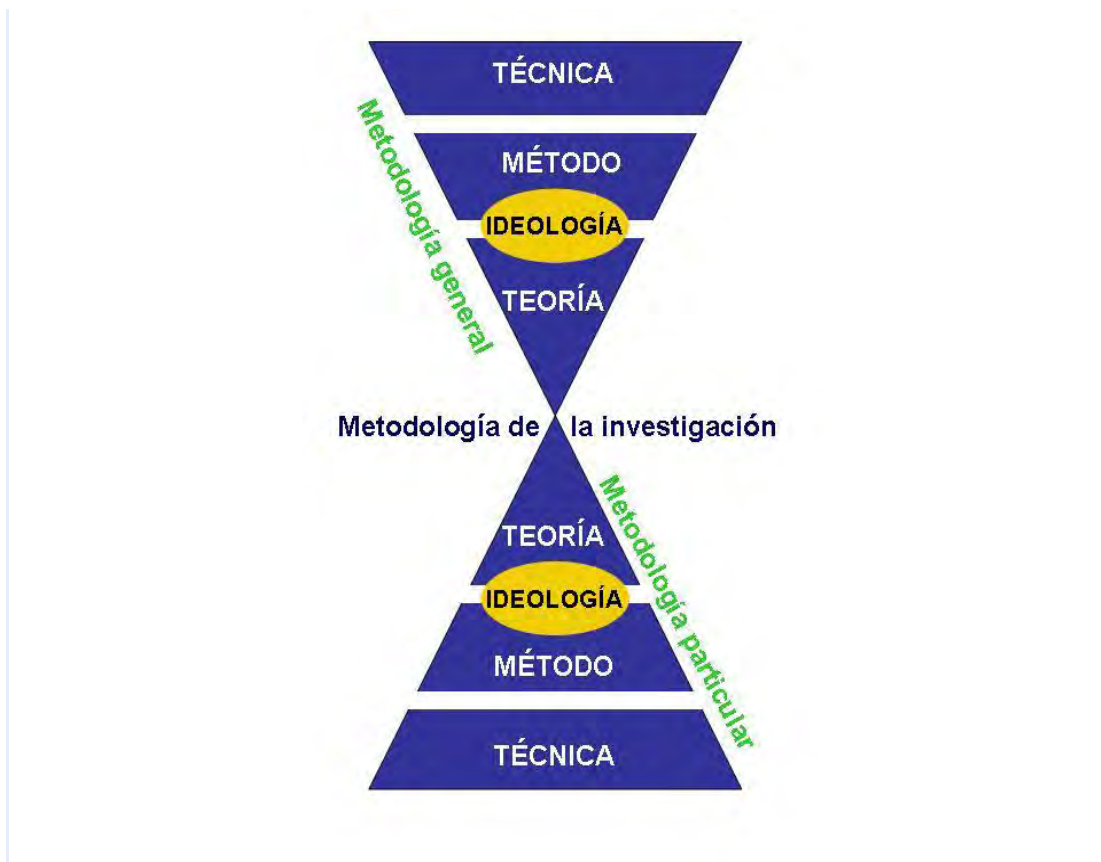 TÉCNICA
Metodología general
MÉTODO
IDEOLOGÍA
TEORÍA
Metodología de la investigación
TEORÍA
Metodología particular
IDEOLOGÍA
MÉTODO
TÉCNICA